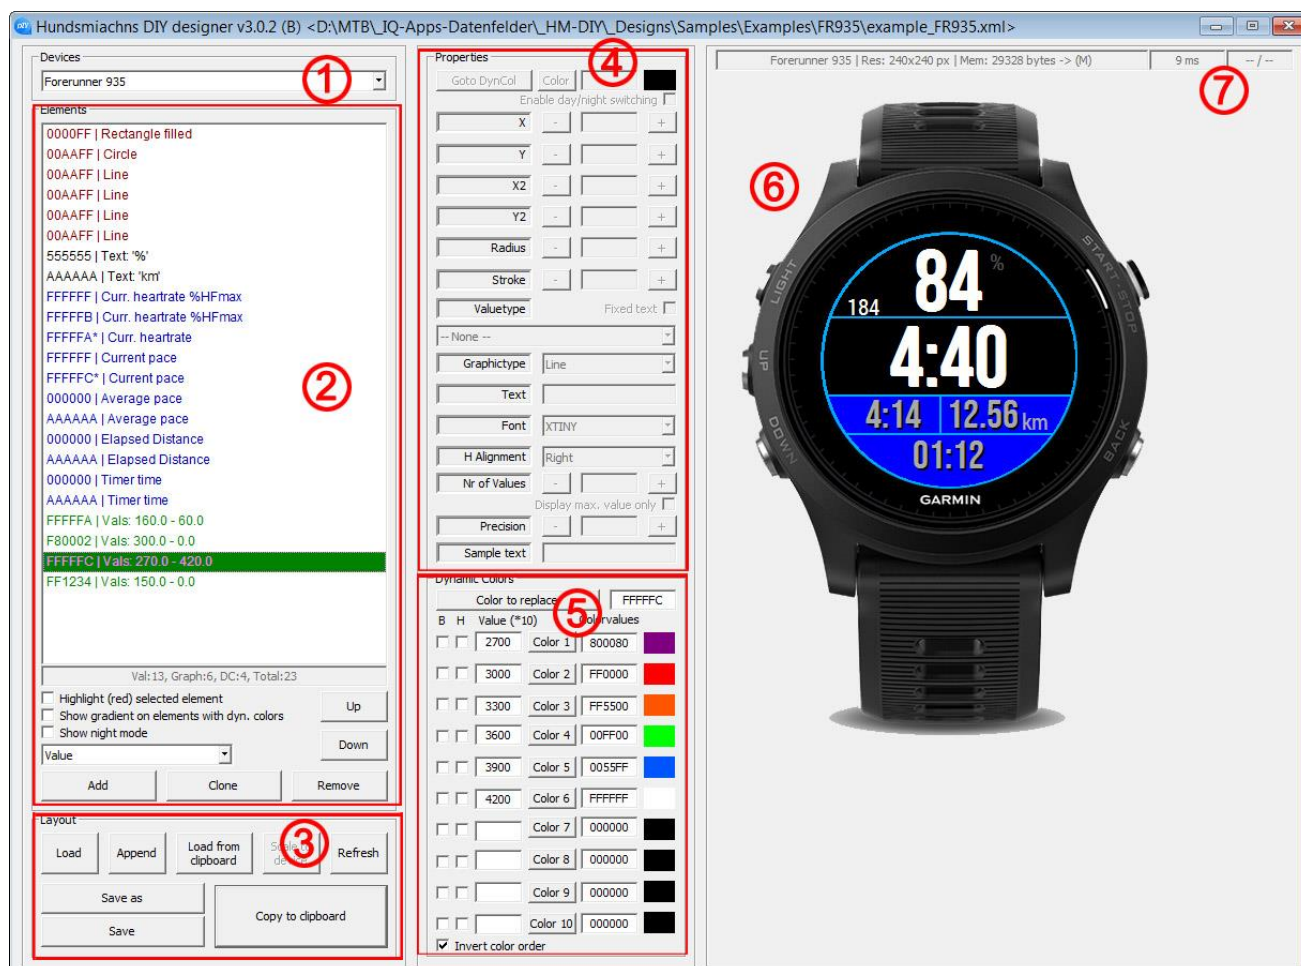 Hundsmiachns DIY designer v3.0.2 (B) <D:\MTB\_IQ-Apps-Datenfelder\_HM-DIY\_Designs\Samples\Examples\FR935\example_FR935.xml>
Devices
Forerunner 935
1
Elements
0000FF | Rectangle filled
00AAFF | Circle
00AAFF | Line
00AAFF | Line
00AAFF | Line
00AAFF | Line
555555 | Text: '%'
AAAAAA | Text: 'km'
FFFFFF | Curr. heartrate %HFmax
FFFFFB | Curr. heartrate %HFmax
FFFFFA* | Curr. heartrate
FFFFFF | Current pace
FFFFFC* | Current pace
000000 | Average pace
AAAAAA | Average pace
000000 | Elapsed Distance
AAAAAA | Elapsed Distance
000000 | Timer time
AAAAAA | Timer time
FFFFFA | Vals: 160.0 - 60.0
F80002 | Vals: 300.0 - 0.0
FFFFFC | Vals: 270.0 - 420.0
FF1234 | Vals: 150.0 - 0.0
2
Val:13, Graph:6, DC:4, Total:23
Highlight (red) selected element
Show gradient on elements with dyn. colors
Show night mode
Up
Down
Value
Add Clone Remove
Layout
3
Load Append Load from clipboard Refresh
Save as
Save
Copy to clipboard
Properties
4
Goto DynCol Color
Enable day/night switching
X - +
Y - +
X2 - +
Y2 - +
Radius - +
Stroke - +
Valuetype Fixed text
-- None --
Graphictype Line
Text
Font XTINY
H Alignment Right
Nr of Values - +
Display max. value only
Precision - +
Sample text
Dynamic Colors
5
Color to replace FFFFFC
B H Value (*10) Colorvalues
2700 Color 1 800080
3000 Color 2 FF0000
3300 Color 3 FF5500
3600 Color 4 00FF00
3900 Color 5 0055FF
4200 Color 6 FFFFFF
Color 7 000000
Color 8 000000
Color 9 000000
Color 10 000000
Invert color order
Forerunner 935 | Res: 240x240 px | Mem: 29328 bytes -> (M) 9 ms -- / --
7
6
LIGHT
START·STOP
UP
DOWN
BACK
84 %
184
4:40
4:14 12.56 km
01:12
GARMIN